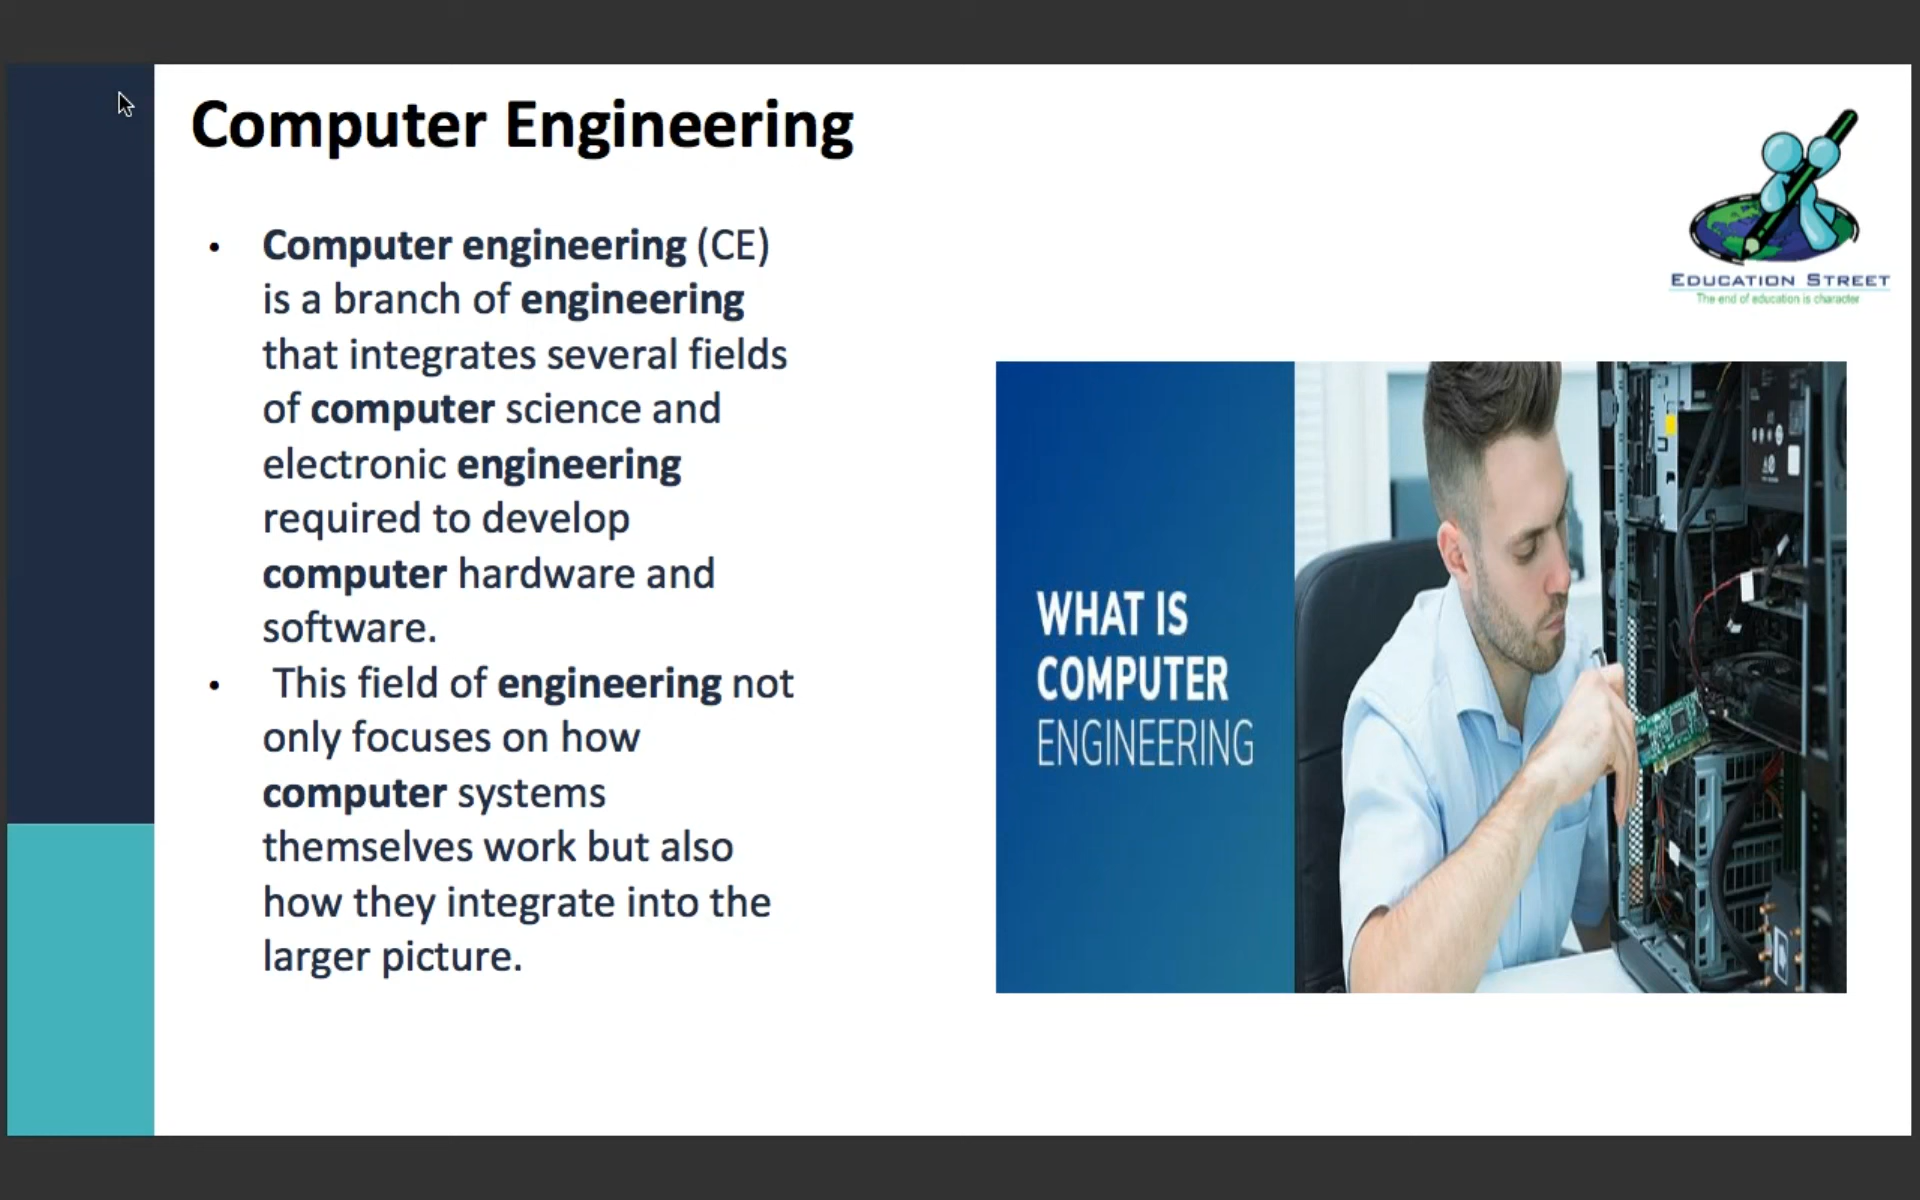 Computer Engineering
• Computer engineering (CE)
is a branch of engineering
that integrates several fields
of computer science and
electronic engineering
required to develop
computer hardware and
software.
• This field of engineering not
only focuses on how
computer systems
themselves work but also
how they integrate into the
larger picture.
EDUCATION STREET
The end of education is character
WHAT IS
COMPUTER
ENGINEERING